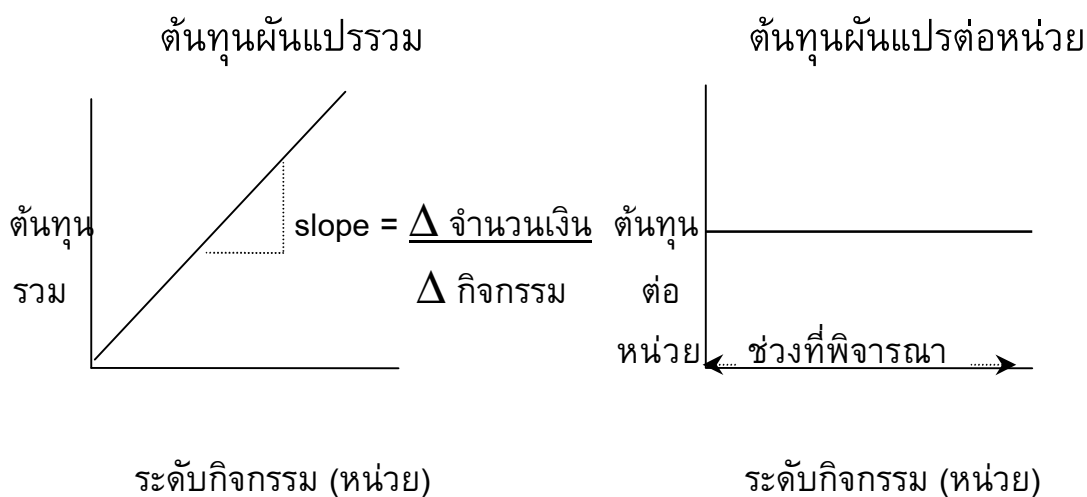 ต้นทุนผันแปรรวม
ต้นทุนผันแปรต่อหน่วย
ต้นทุน
รวม
slope = Δ จำนวนเงิน
Δ กิจกรรม
ต้นทุน
ต่อ
หน่วย
ช่วงที่พิจารณา
ระดับกิจกรรม (หน่วย)
ระดับกิจกรรม (หน่วย)